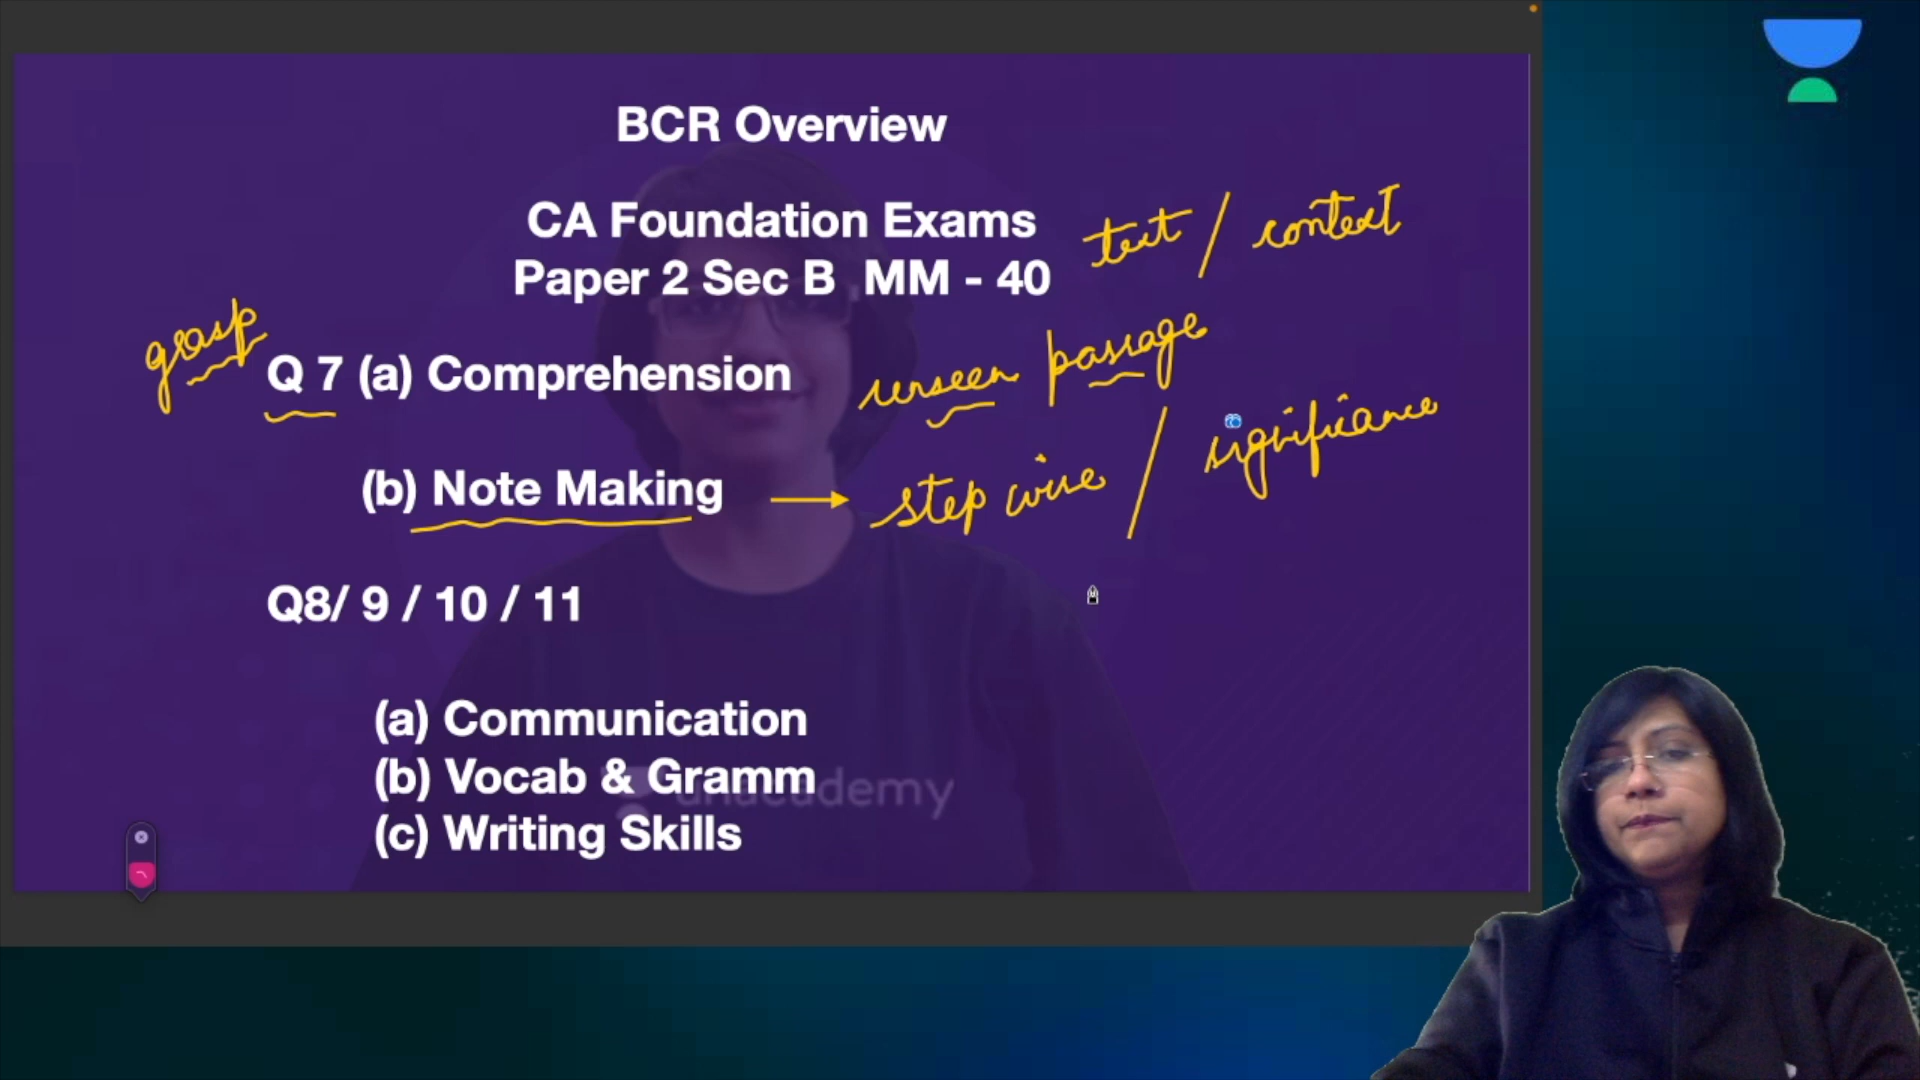 BCR Overview
CA Foundation Exams
Paper 2 Sec B MM - 40
text / context
grasp
Q 7 (a) Comprehension
unseen passage
(b) Note Making
step wise / significance
Q8/ 9 / 10 / 11
(a) Communication
(b) Vocab & Gramm
(c) Writing Skills
unacademy